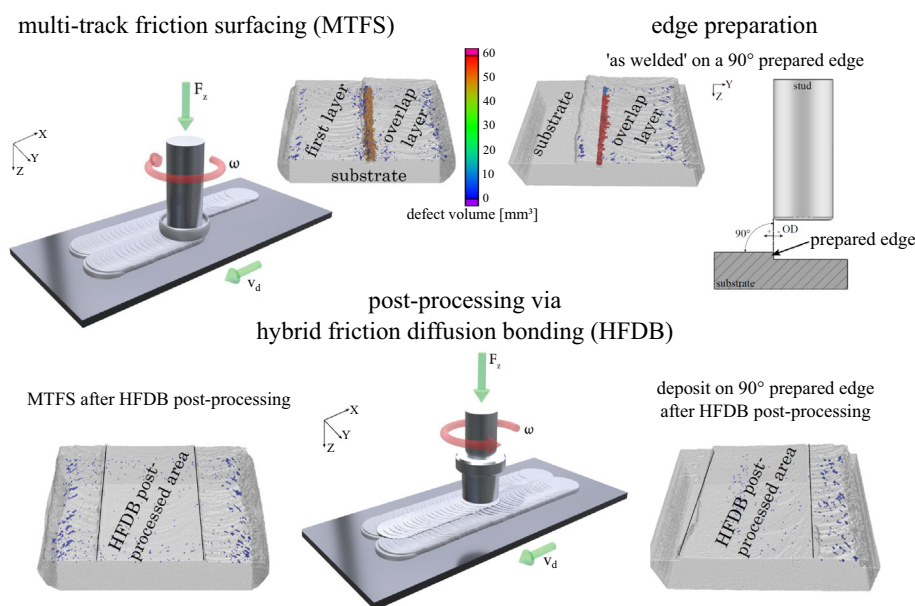 multi-track friction surfacing (MTFS)
edge preparation
'as welded' on a 90° prepared edge
F_z
X
Y
Z
ω
v_d
first layer
overlap
layer
substrate
60
50
40
30
20
10
0
defect volume [mm³]
substrate
overlap
layer
Y
Z
stud
90°
OD
prepared edge
substrate
post-processing via
hybrid friction diffusion bonding (HFDB)
MTFS after HFDB post-processing
HFDB post-
processed area
F_z
X
Y
Z
ω
v_d
deposit on 90° prepared edge
after HFDB post-processing
HFDB post-
processed area